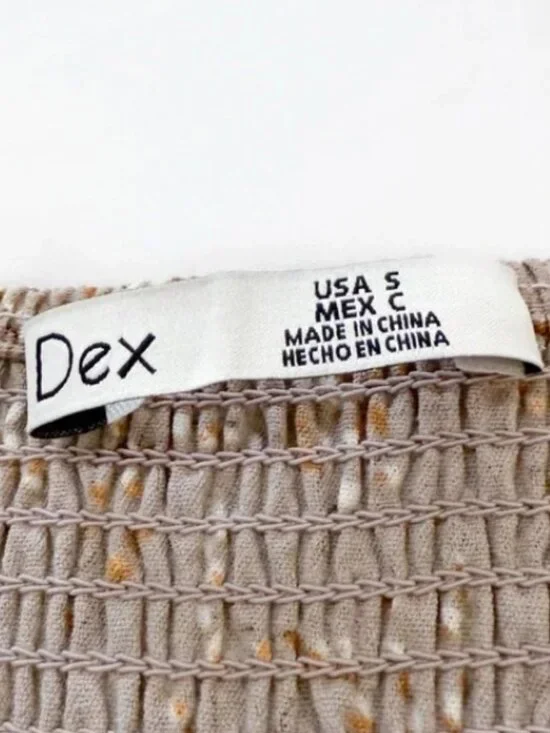 Dex
USA S
MEX C
MADE IN CHINA
HECHO EN CHINA